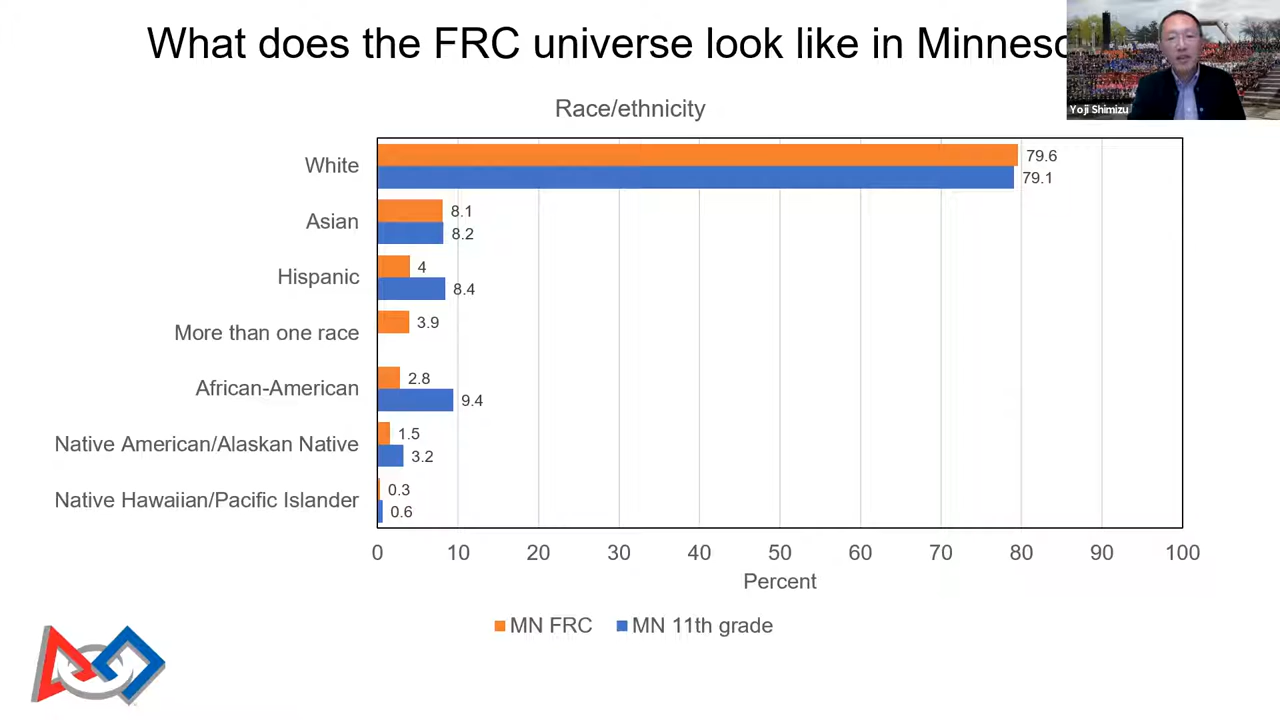 What does the FRC universe look like in Minneso
Yoji Shimizu
Race/ethnicity
White
79.6
79.1
Asian
8.1
8.2
Hispanic
4
8.4
More than one race
3.9
African-American
2.8
9.4
Native American/Alaskan Native
1.5
3.2
Native Hawaiian/Pacific Islander
0.3
0.6
0 10 20 30 40 50 60 70 80 90 100
Percent
MN FRC MN 11th grade